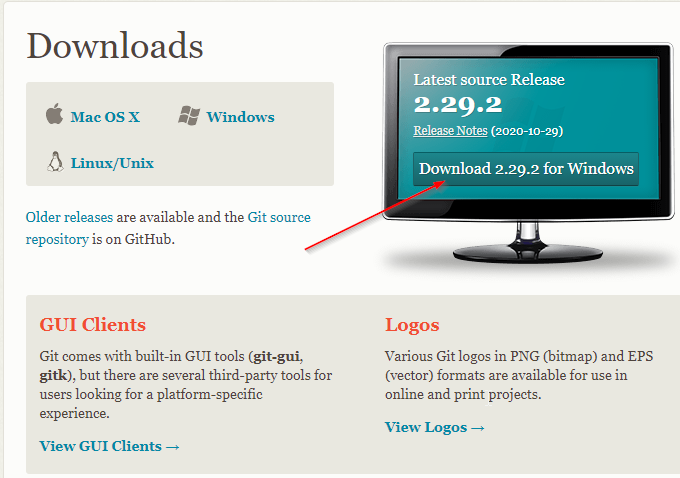 Downloads
Mac OS X
Windows
Linux/Unix
Older releases are available and the Git source
repository is on GitHub.
Latest source Release
2.29.2
Release Notes (2020-10-29)
Download 2.29.2 for Windows
GUI Clients
Git comes with built-in GUI tools (git-gui,
gitk), but there are several third-party tools for
users looking for a platform-specific
experience.
View GUI Clients →
Logos
Various Git logos in PNG (bitmap) and EPS
(vector) formats are available for use in
online and print projects.
View Logos →